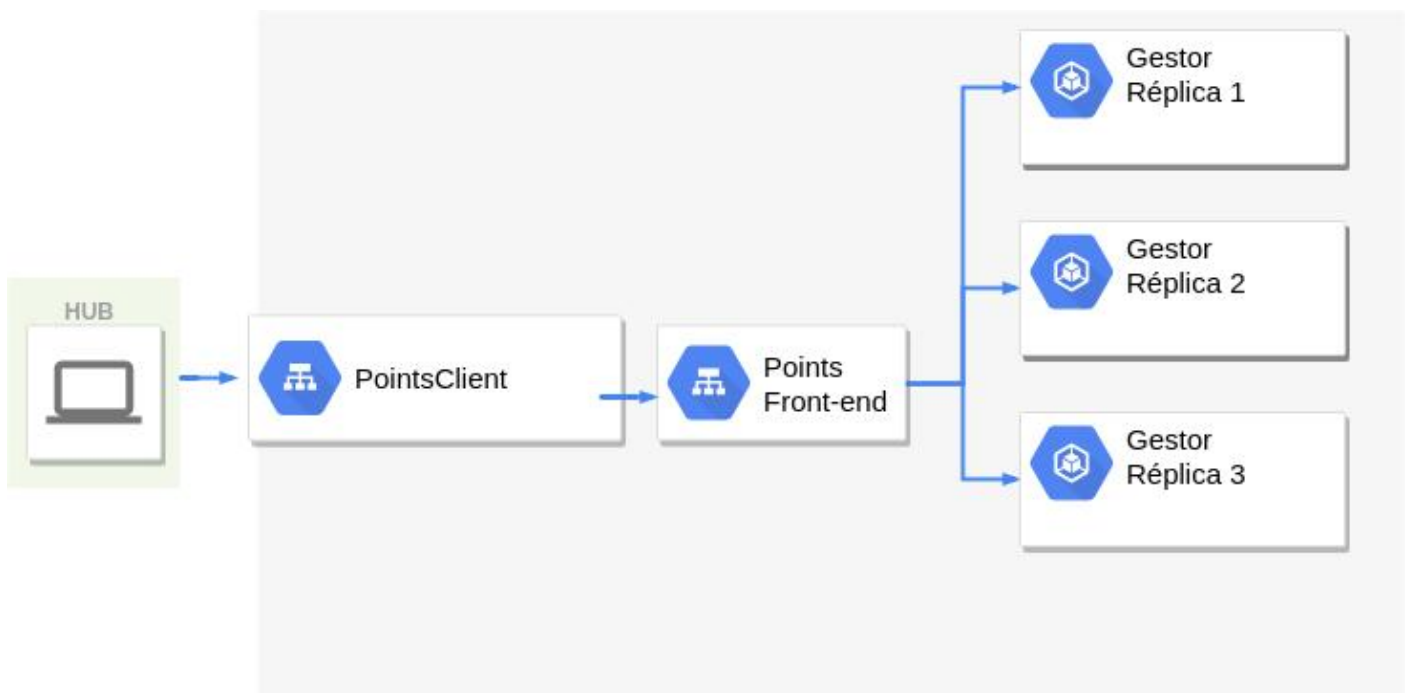 HUB
PointsClient
Points
Front-end
Gestor
Réplica 1
Gestor
Réplica 2
Gestor
Réplica 3